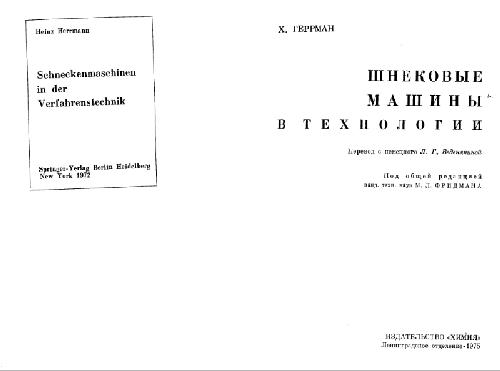 Heinz Herrmann
Schneckenmaschinen
in der
Verfahrenstechnik
Springer-Verlag Berlin Heidelberg
New York 1972
Х. ГЕРРМАН
ШНЕКОВЫЕ
МАШИНЫ
В ТЕХНОЛОГИИ
Перевод с немецкого Л. Г.
Под общей редакцией
канд. техн. наук М. Л. ФРИДМАНА
ИЗДАТЕЛЬСТВО «ХИМИЯ»
Ленинградское отделение · 1975